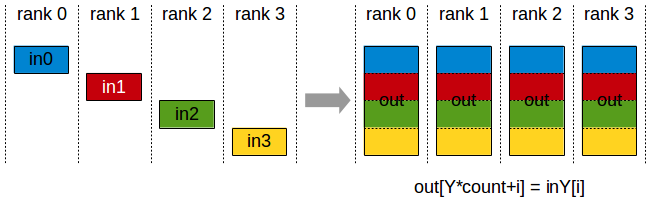 rank 0 rank 1 rank 2 rank 3 rank 0 rank 1 rank 2 rank 3
in0
in1
out out out out
in2
in3
out[Y*count+i] = inY[i]